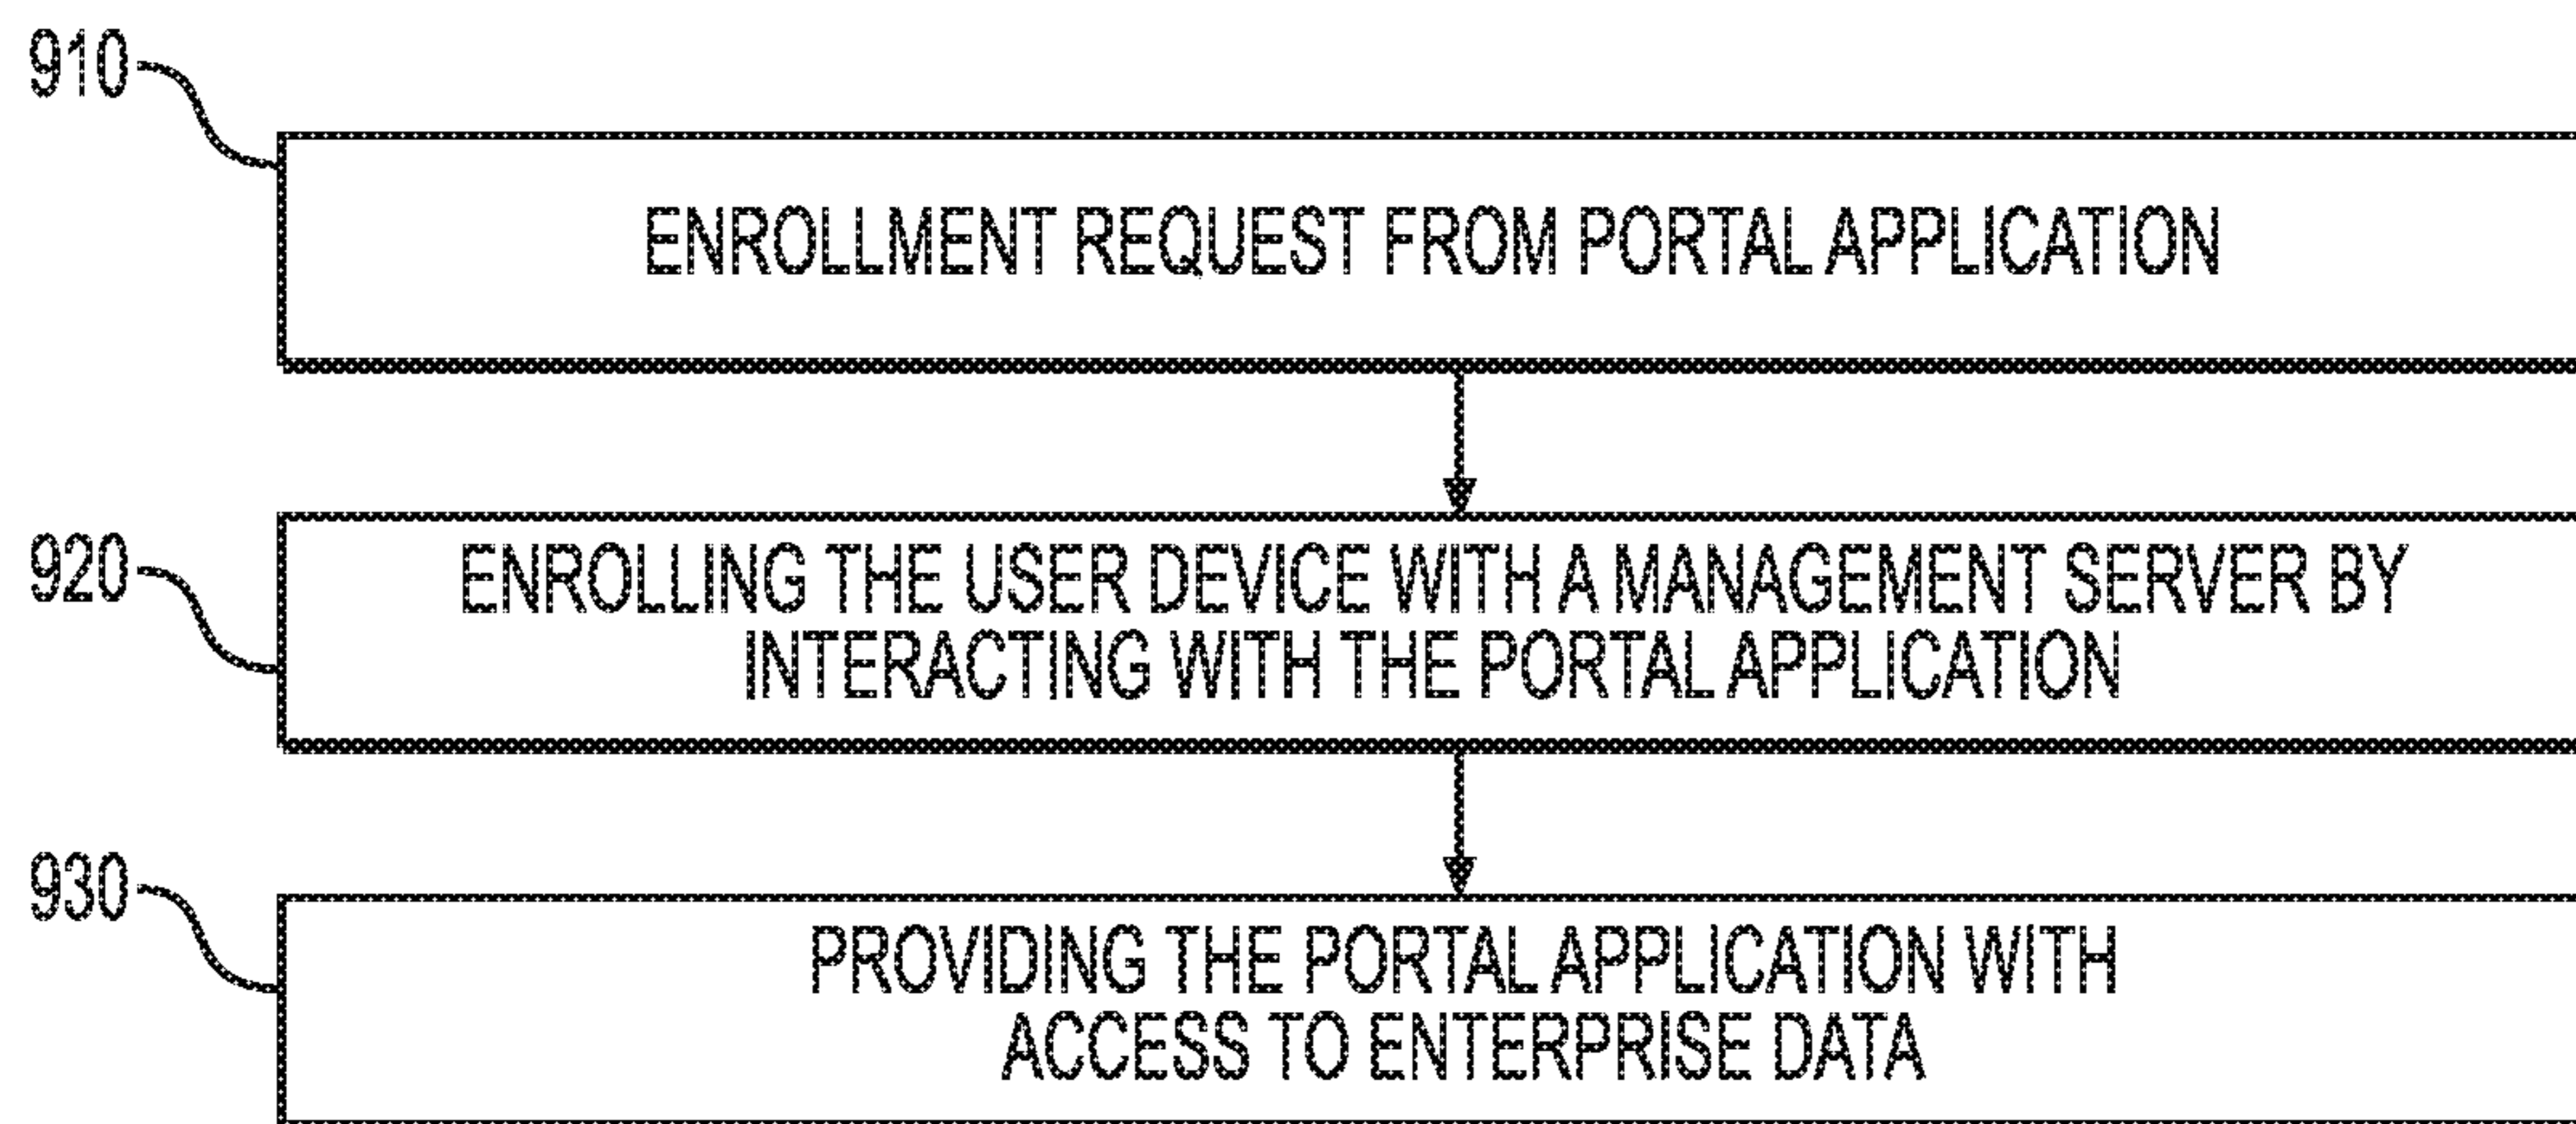 910
ENROLLMENT REQUEST FROM PORTAL APPLICATION
920
ENROLLING THE USER DEVICE WITH A MANAGEMENT SERVER BY
INTERACTING WITH THE PORTAL APPLICATION
930
PROVIDING THE PORTAL APPLICATION WITH
ACCESS TO ENTERPRISE DATA